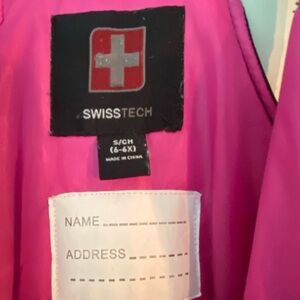 SWISSTECH
S/CH
(6-6X)
MADE IN CHINA
NAME
ADDRESS